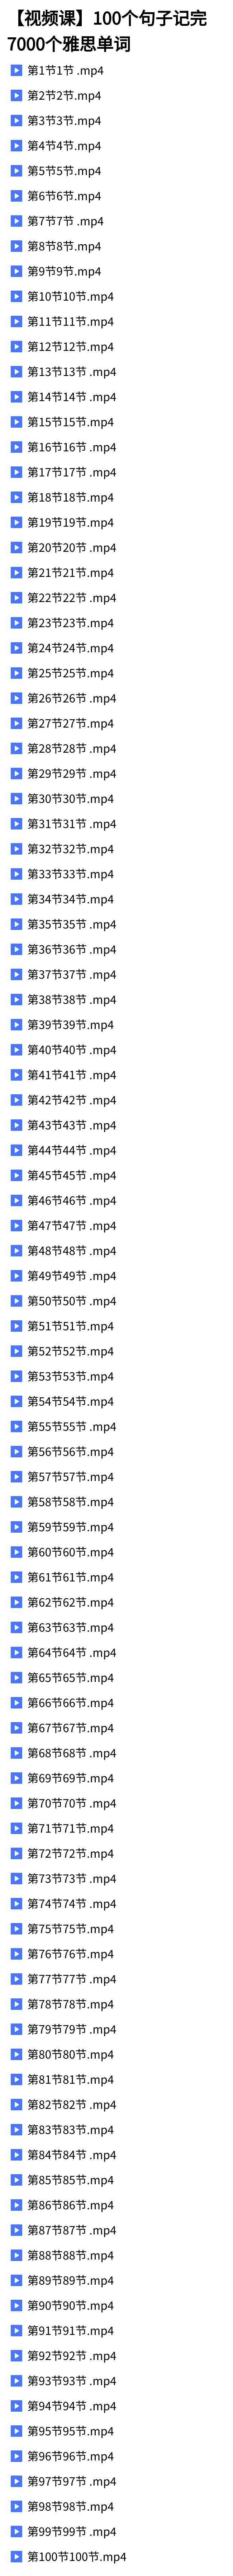 【视频课】100个句子记完
7000个雅思单词
第1节1节 .mp4
第2节2节.mp4
第3节3节.mp4
第4节4节.mp4
第5节5节.mp4
第6节6节.mp4
第7节7节 .mp4
第8节8节.mp4
第9节9节.mp4
第10节10节.mp4
第11节11节.mp4
第12节12节.mp4
第13节13节 .mp4
第14节14节 .mp4
第15节15节.mp4
第16节16节 .mp4
第17节17节 .mp4
第18节18节.mp4
第19节19节.mp4
第20节20节 .mp4
第21节21节.mp4
第22节22节 .mp4
第23节23节.mp4
第24节24节.mp4
第25节25节.mp4
第26节26节 .mp4
第27节27节.mp4
第28节28节 .mp4
第29节29节 .mp4
第30节30节.mp4
第31节31节 .mp4
第32节32节.mp4
第33节33节.mp4
第34节34节.mp4
第35节35节 .mp4
第36节36节 .mp4
第37节37节 .mp4
第38节38节 .mp4
第39节39节.mp4
第40节40节 .mp4
第41节41节 .mp4
第42节42节 .mp4
第43节43节 .mp4
第44节44节 .mp4
第45节45节 .mp4
第46节46节 .mp4
第47节47节 .mp4
第48节48节 .mp4
第49节49节 .mp4
第50节50节 .mp4
第51节51节.mp4
第52节52节.mp4
第53节53节.mp4
第54节54节.mp4
第55节55节 .mp4
第56节56节.mp4
第57节57节.mp4
第58节58节.mp4
第59节59节.mp4
第60节60节.mp4
第61节61节.mp4
第62节62节.mp4
第63节63节.mp4
第64节64节 .mp4
第65节65节.mp4
第66节66节.mp4
第67节67节.mp4
第68节68节 .mp4
第69节69节.mp4
第70节70节 .mp4
第71节71节.mp4
第72节72节.mp4
第73节73节 .mp4
第74节74节 .mp4
第75节75节.mp4
第76节76节.mp4
第77节77节 .mp4
第78节78节.mp4
第79节79节 .mp4
第80节80节.mp4
第81节81节.mp4
第82节82节 .mp4
第83节83节.mp4
第84节84节 .mp4
第85节85节.mp4
第86节86节.mp4
第87节87节 .mp4
第88节88节.mp4
第89节89节.mp4
第90节90节.mp4
第91节91节.mp4
第92节92节 .mp4
第93节93节 .mp4
第94节94节 .mp4
第95节95节.mp4
第96节96节.mp4
第97节97节 .mp4
第98节98节.mp4
第99节99节 .mp4
第100节100节.mp4